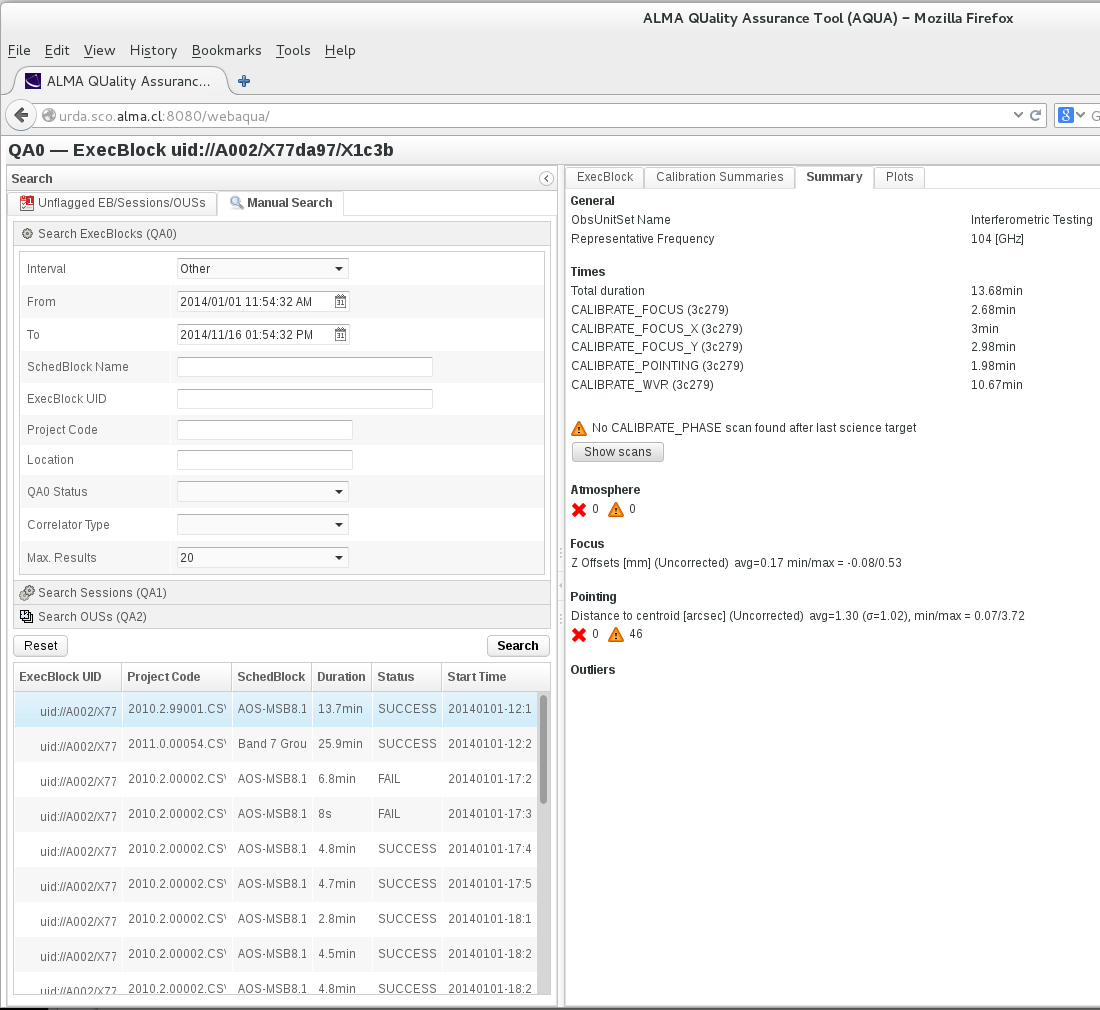 ALMA QUality Assurance Tool (AQUA) – Mozilla Firefox
File Edit View History Bookmarks Tools Help
ALMA QUality Assuranc...
urda.sco.alma.cl:8080/webaqua/
8 G
QA0 — ExecBlock uid://A002/X77da97/X1c3b
Search
Unflagged EB/Sessions/OUSs Manual Search
Search ExecBlocks (QA0)
Interval Other
From 2014/01/01 11:54:32 AM 31
To 2014/11/16 01:54:32 PM 31
SchedBlock Name
ExecBlock UID
Project Code
Location
QA0 Status
Correlator Type
Max. Results 20
Search Sessions (QA1)
Search OUSs (QA2)
Reset Search
ExecBlock UID Project Code SchedBlock Duration Status Start Time
uid://A002/X77 2010.2.99001.CSV AOS-MSB8.1 13.7min SUCCESS 20140101-12:1
uid://A002/X77 2011.0.00054.CSV Band 7 Grou 25.9min SUCCESS 20140101-12:2
uid://A002/X77 2010.2.00002.CSV AOS-MSB8.1 6.8min FAIL 20140101-17:2
uid://A002/X77 2010.2.00002.CSV AOS-MSB8.1 8s FAIL 20140101-17:3
uid://A002/X77 2010.2.00002.CSV AOS-MSB8.1 4.8min SUCCESS 20140101-17:4
uid://A002/X77 2010.2.00002.CSV AOS-MSB8.1 4.7min SUCCESS 20140101-17:5
uid://A002/X77 2010.2.00002.CSV AOS-MSB8.1 2.8min SUCCESS 20140101-18:1
uid://A002/X77 2010.2.00002.CSV AOS-MSB8.1 4.5min SUCCESS 20140101-18:2
uid://A002/X77 2010.2.00002.CSV AOS-MSB8.1 4.8min SUCCESS 20140101-18:2
ExecBlock Calibration Summaries Summary Plots
General
ObsUnitSet Name Interferometric Testing
Representative Frequency 104 [GHz]
Times
Total duration 13.68min
CALIBRATE_FOCUS (3c279) 2.68min
CALIBRATE_FOCUS_X (3c279) 3min
CALIBRATE_FOCUS_Y (3c279) 2.98min
CALIBRATE_POINTING (3c279) 1.98min
CALIBRATE_WVR (3c279) 10.67min
No CALIBRATE_PHASE scan found after last science target
Show scans
Atmosphere
0 0
Focus
Z Offsets [mm] (Uncorrected) avg=0.17 min/max = -0.08/0.53
Pointing
Distance to centroid [arcsec] (Uncorrected) avg=1.30 (σ=1.02), min/max = 0.07/3.72
0 46
Outliers